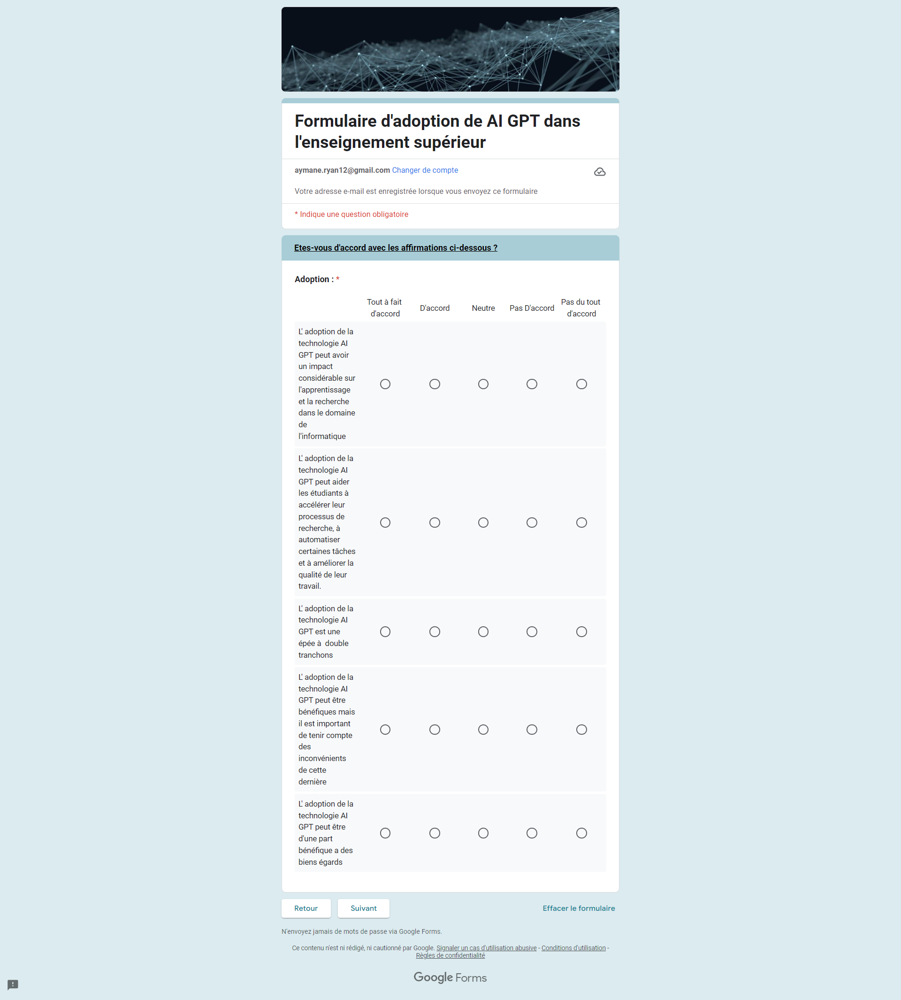 Formulaire d'adoption de AI GPT dans
l'enseignement supérieur
aymane.ryan12@gmail.com Changer de compte
Votre adresse e-mail est enregistrée lorsque vous envoyez ce formulaire
* Indique une question obligatoire
Etes-vous d'accord avec les affirmations ci-dessous ?
Adoption : *
Tout à fait
d'accord
D'accord
Neutre
Pas D'accord
Pas du tout
d'accord
L' adoption de la
technologie AI
GPT peut avoir
un impact
considérable sur
l'apprentissage
et la recherche
dans le domaine
de
l'informatique
L' adoption de la
technologie AI
GPT peut aider
les étudiants à
accélérer leur
processus de
recherche, à
automatiser
certaines tâches
et à améliorer la
qualité de leur
travail.
L' adoption de la
technologie AI
GPT est une
épée à  double
tranchons
L' adoption de la
technologie AI
GPT peut être
bénéfiques mais
il est important
de tenir compte
des
inconvénients
de cette
dernière
L' adoption de la
technologie AI
GPT peut être
d'une part
bénéfique a des
biens égards
Retour
Suivant
Effacer le formulaire
N'envoyez jamais de mots de passe via Google Forms.
Ce contenu n'est ni rédigé, ni cautionné par Google. Signaler un cas d'utilisation abusive - Conditions d'utilisation -
Règles de confidentialité
Google Forms